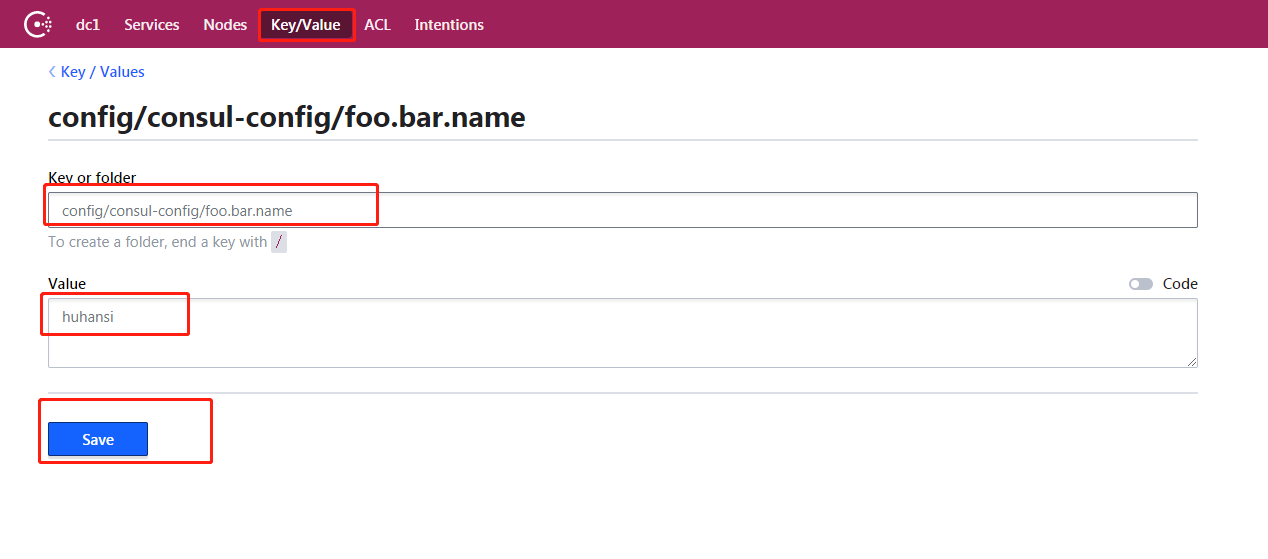 dc1 Services Nodes Key/Value ACL Intentions
Key / Values
config/consul-config/foo.bar.name
Key or folder
config/consul-config/foo.bar.name
To create a folder, end a key with /
Value Code
huhansi
Save